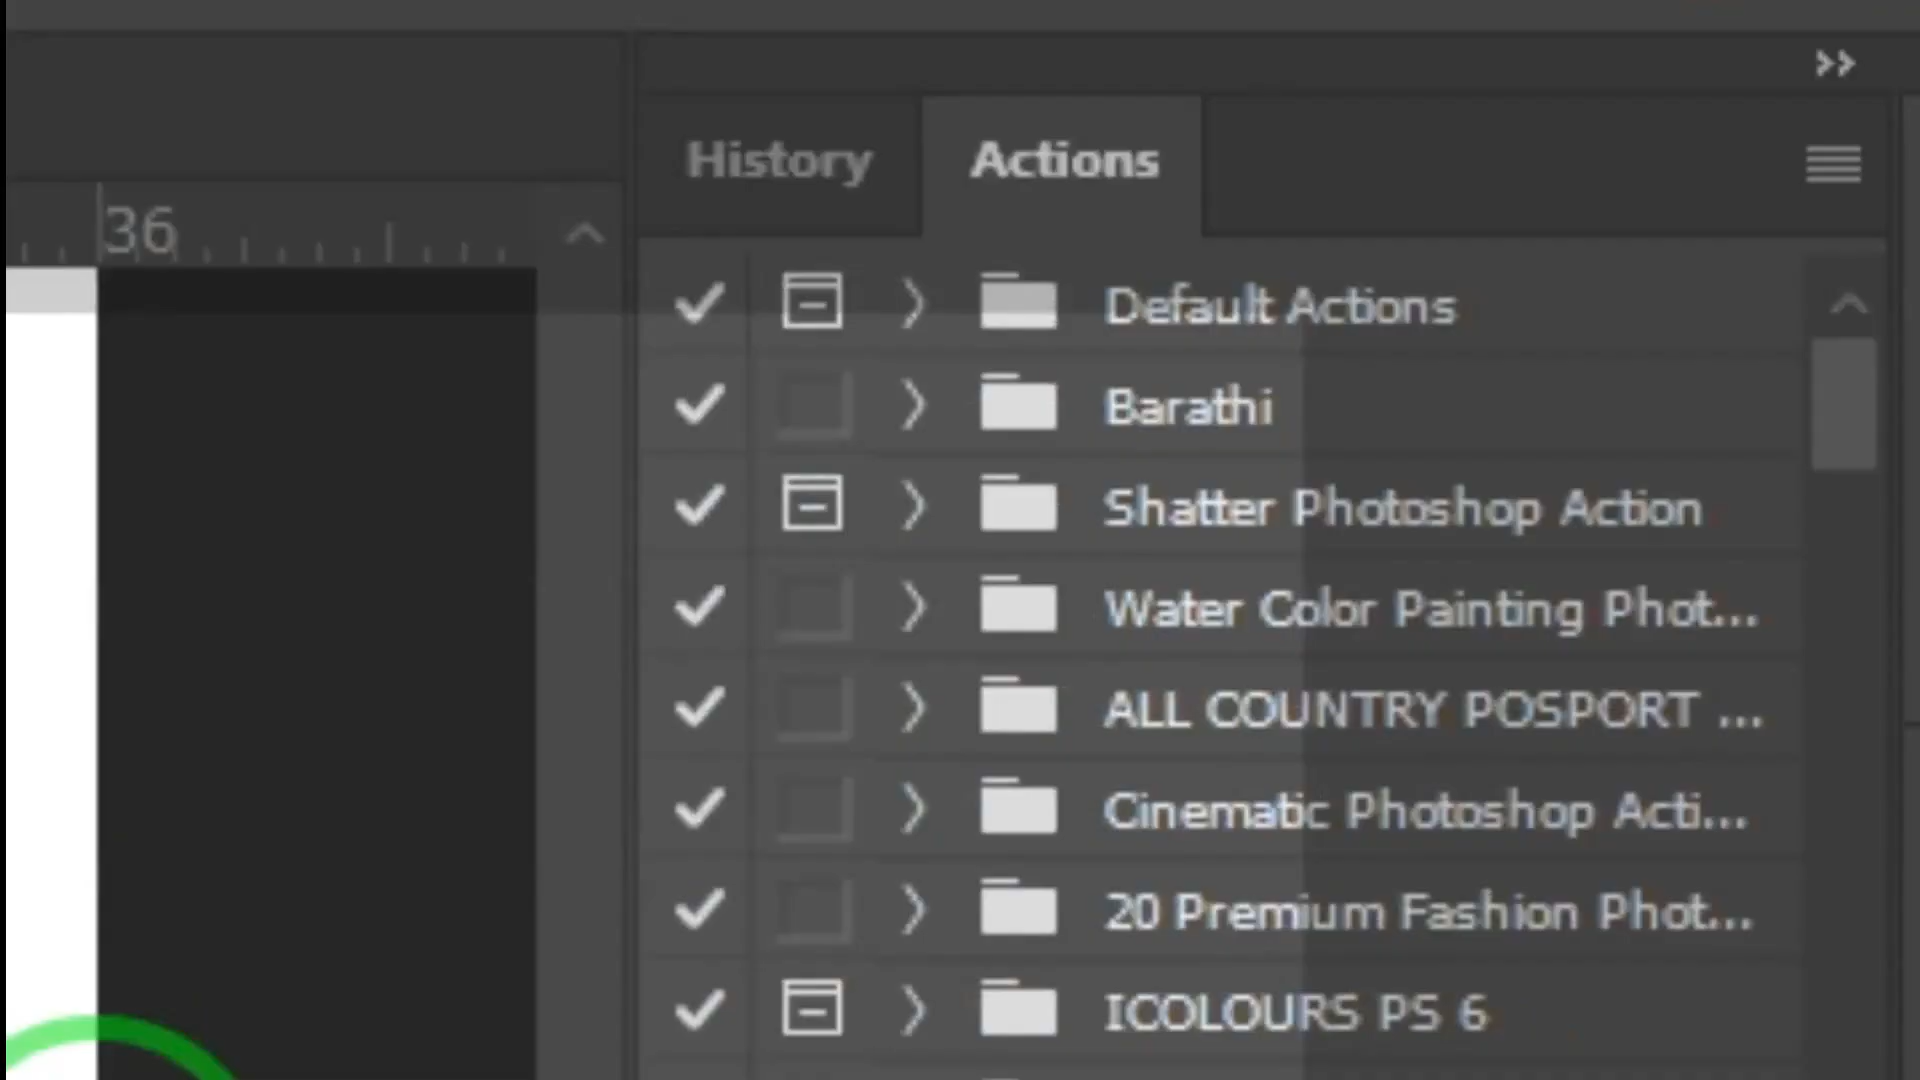 History Actions
36
Default Actions
Barathi
Shatter Photoshop Action
Water Color Painting Phot...
ALL COUNTRY POSPORT ...
Cinematic Photoshop Acti...
20 Premium Fashion Phot...
ICOLOURS PS 6